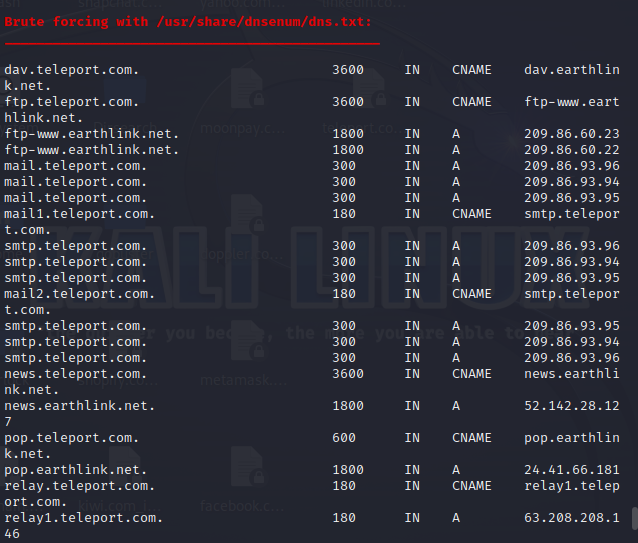 Brute forcing with /usr/share/dnsenum/dns.txt:
dav.teleport.com. 3600 IN CNAME dav.earthlin
k.net.
ftp.teleport.com. 3600 IN CNAME ftp-www.eart
hlink.net.
ftp-www.earthlink.net. 1800 IN A 209.86.60.23
ftp-www.earthlink.net. 1800 IN A 209.86.60.22
mail.teleport.com. 300 IN A 209.86.93.96
mail.teleport.com. 300 IN A 209.86.93.94
mail.teleport.com. 300 IN A 209.86.93.95
mail1.teleport.com. 180 IN CNAME smtp.telepor
t.com.
smtp.teleport.com. 300 IN A 209.86.93.96
smtp.teleport.com. 300 IN A 209.86.93.94
smtp.teleport.com. 300 IN A 209.86.93.95
mail2.teleport.com. 180 IN CNAME smtp.telepor
t.com.
smtp.teleport.com. 300 IN A 209.86.93.95
smtp.teleport.com. 300 IN A 209.86.93.94
smtp.teleport.com. 300 IN A 209.86.93.96
news.teleport.com. 3600 IN CNAME news.earthli
nk.net.
news.earthlink.net. 1800 IN A 52.142.28.12
7
pop.teleport.com. 600 IN CNAME pop.earthlin
k.net.
pop.earthlink.net. 1800 IN A 24.41.66.181
relay.teleport.com. 180 IN CNAME relay1.telep
ort.com.
relay1.teleport.com. 180 IN A 63.208.208.1
46
moonpay.c...
KALI LINUX
you are able to
metamask....
facebook.c...